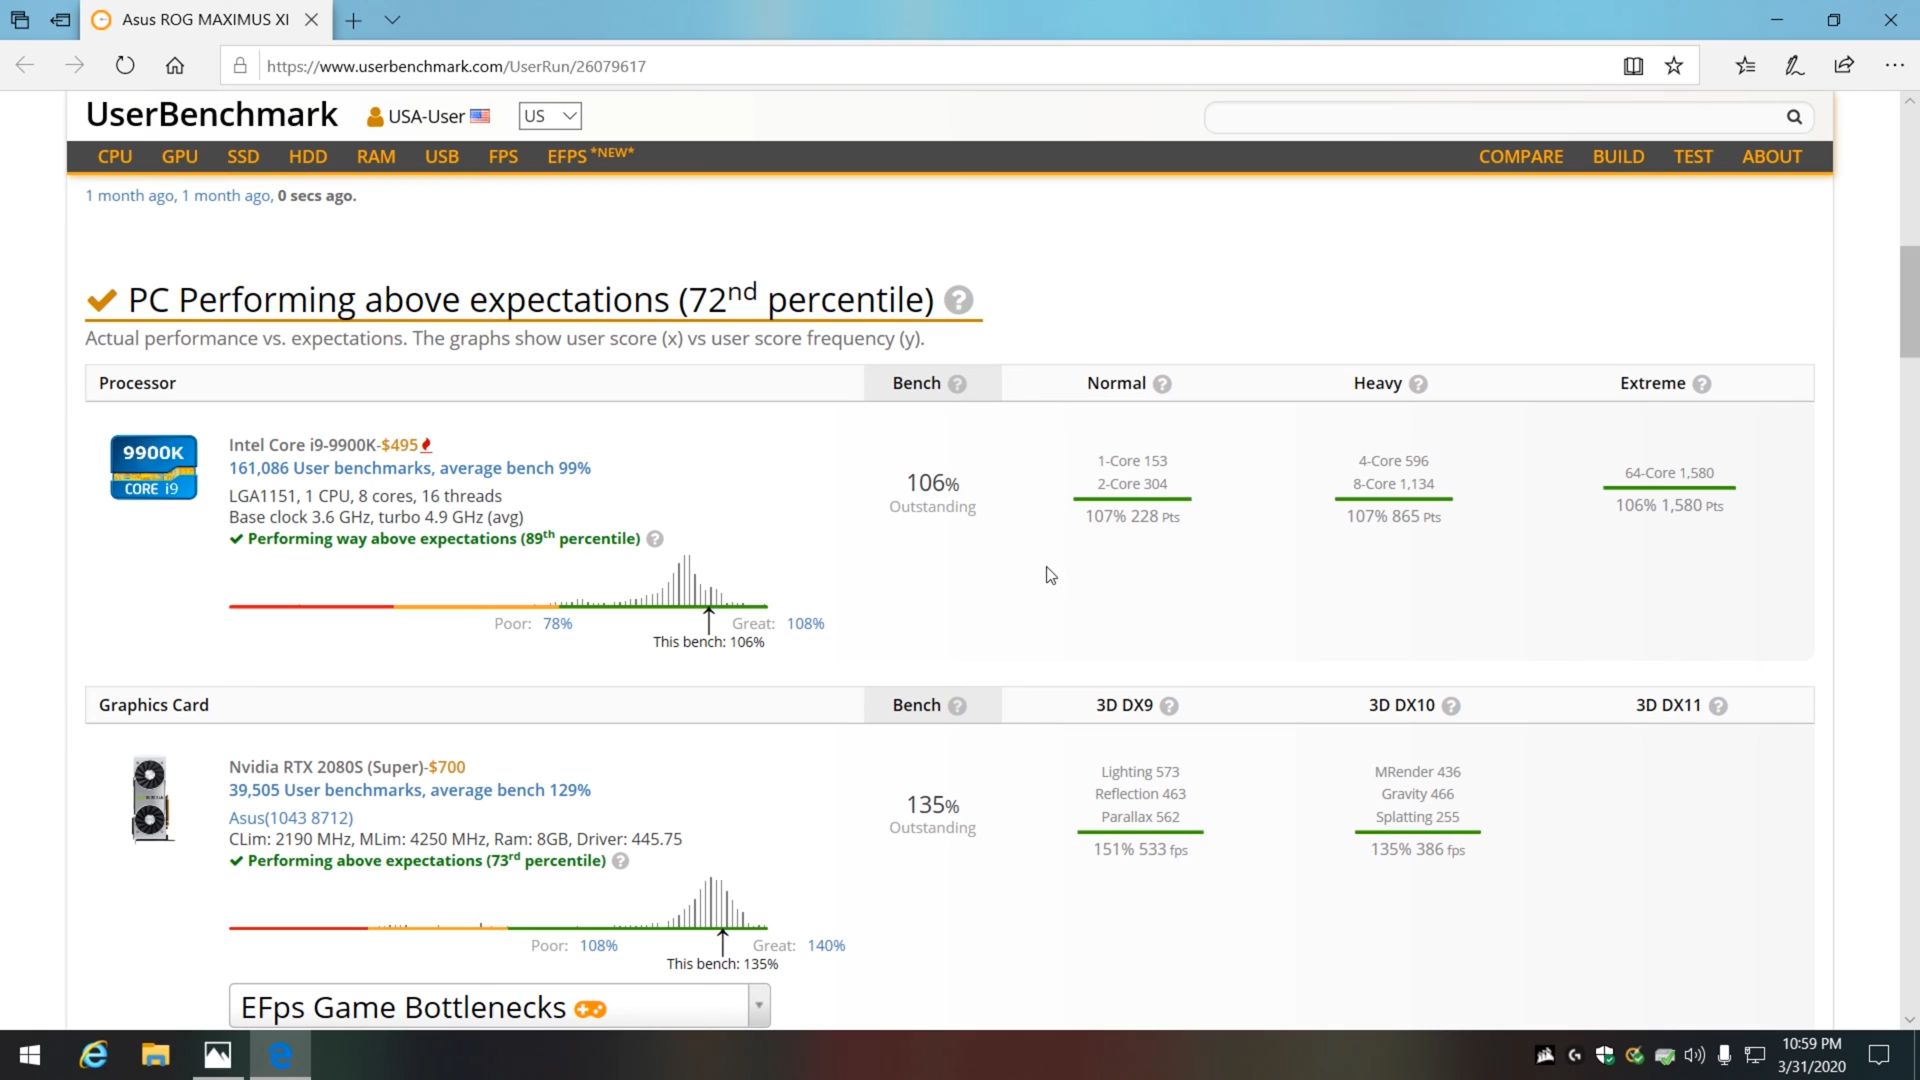 Asus ROG MAXIMUS XI
https://www.userbenchmark.com/UserRun/26079617
UserBenchmark USA-User US
CPU GPU SSD HDD RAM USB FPS EFPS *NEW* COMPARE BUILD TEST ABOUT
1 month ago, 1 month ago, 0 secs ago.
PC Performing above expectations (72nd percentile) ?
Actual performance vs. expectations. The graphs show user score (x) vs user score frequency (y).
Processor Bench ? Normal ? Heavy ? Extreme ?
9900K
CORE i9
Intel Core i9-9900K-$495
161,086 User benchmarks, average bench 99%
LGA1151, 1 CPU, 8 cores, 16 threads
Base clock 3.6 GHz, turbo 4.9 GHz (avg)
Performing way above expectations (89th percentile) ?
Poor: 78% Great: 108%
This bench: 106%
106%
Outstanding
1-Core 153
2-Core 304
107% 228 Pts
4-Core 596
8-Core 1,134
107% 865 Pts
64-Core 1,580
106% 1,580 Pts
Graphics Card Bench ? 3D DX9 ? 3D DX10 ? 3D DX11 ?
Nvidia RTX 2080S (Super)-$700
39,505 User benchmarks, average bench 129%
Asus(1043 8712)
CLim: 2190 MHz, MLim: 4250 MHz, Ram: 8GB, Driver: 445.75
Performing above expectations (73rd percentile) ?
Poor: 108% Great: 140%
This bench: 135%
135%
Outstanding
Lighting 573
Reflection 463
Parallax 562
151% 533 fps
MRender 436
Gravity 466
Splatting 255
135% 386 fps
EFps Game Bottlenecks
10:59 PM
3/31/2020